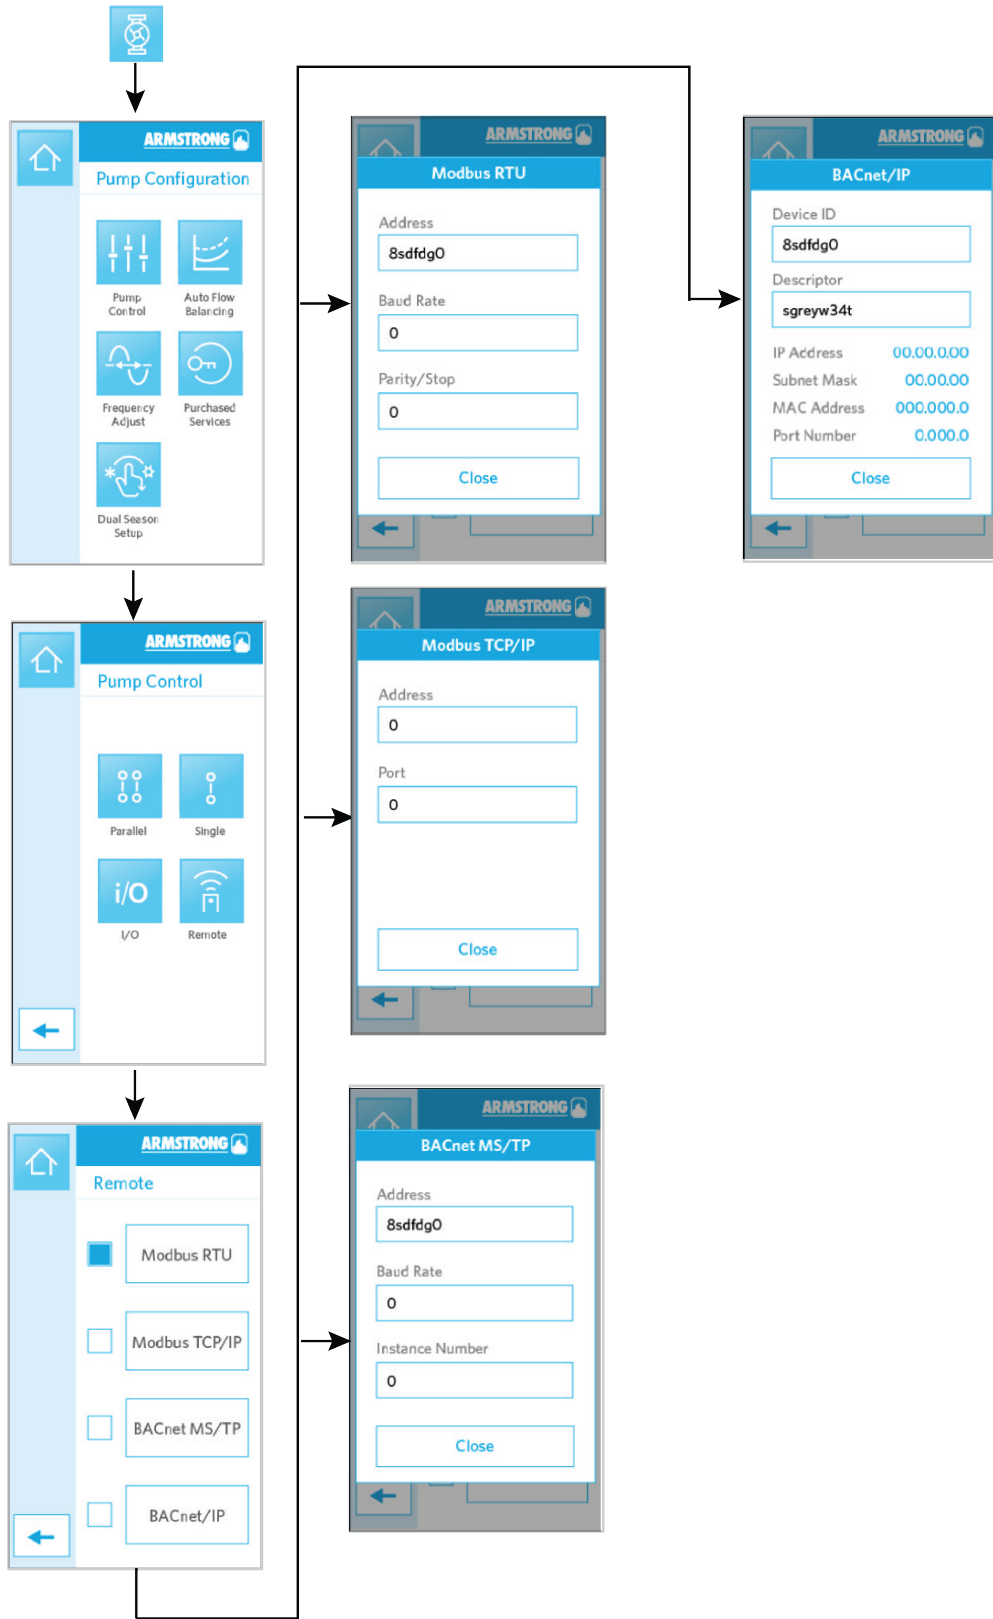 ARMSTRONG
Pump Configuration
Pump
Control
Auto Flow
Balancing
Frequency
Adjust
Purchased
Services
Dual Season
Setup
ARMSTRONG
Pump Control
Parallel
Single
i/O
I/O
Remote
ARMSTRONG
Remote
Modbus RTU
Modbus TCP/IP
BACnet MS/TP
BACnet/IP
ARMSTRONG
Modbus RTU
Address
8sdfdg0
Baud Rate
0
Parity/Stop
0
Close
ARMSTRONG
Modbus TCP/IP
Address
0
Port
0
Close
ARMSTRONG
BACnet MS/TP
Address
8sdfdg0
Baud Rate
0
Instance Number
0
Close
ARMSTRONG
BACnet/IP
Device ID
8sdfdg0
Descriptor
sgreyw34t
IP Address 00.00.0.00
Subnet Mask 00.00.00
MAC Address 000.000.0
Port Number 0.000.0
Close